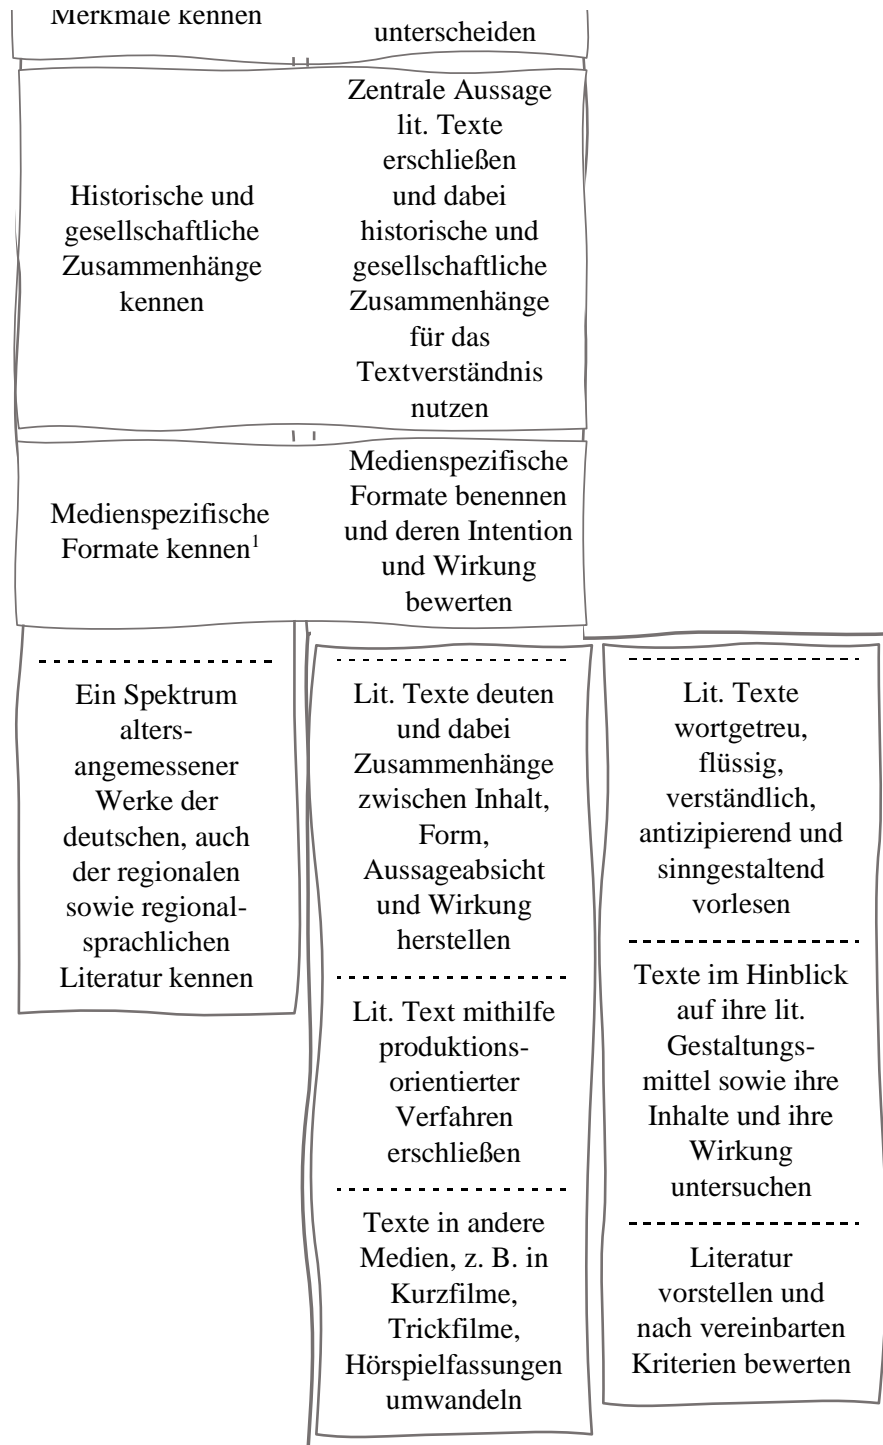 Merkmale kennen
unterscheiden
Historische und
gesellschaftliche
Zusammenhänge
kennen
Zentrale Aussage
lit. Texte
erschließen
und dabei
historische und
gesellschaftliche
Zusammenhänge
für das
Textverständnis
nutzen
Medienspezifische
Formate kennen¹
Medienspezifische
Formate benennen
und deren Intention
und Wirkung
bewerten
Ein Spektrum
alters-
angemessener
Werke der
deutschen, auch
der regionalen
sowie regional-
sprachlichen
Literatur kennen
Lit. Texte deuten
und dabei
Zusammenhänge
zwischen Inhalt,
Form,
Aussageabsicht
und Wirkung
herstellen
Lit. Text mithilfe
produktions-
orientierter
Verfahren
erschließen
Texte in andere
Medien, z. B. in
Kurzfilme,
Trickfilme,
Hörspielfassungen
umwandeln
Lit. Texte
wortgetreu,
flüssig,
verständlich,
antizipierend und
sinngestaltend
vorlesen
Texte im Hinblick
auf ihre lit.
Gestaltungs-
mittel sowie ihre
Inhalte und ihre
Wirkung
untersuchen
Literatur
vorstellen und
nach vereinbarten
Kriterien bewerten